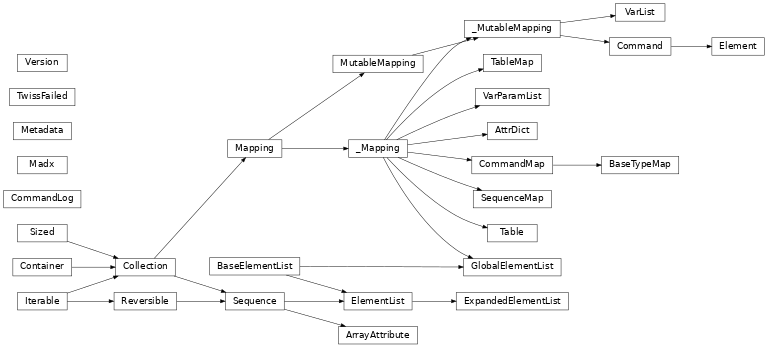 VarList
_MutableMapping
Command
Element
Version
MutableMapping
TableMap
TwissFailed
VarParamList
Metadata
AttrDict
Mapping
_Mapping
Madx
CommandMap
BaseTypeMap
CommandLog
SequenceMap
Sized
Table
Container
Collection
BaseElementList
GlobalElementList
Iterable
Reversible
Sequence
ElementList
ExpandedElementList
ArrayAttribute